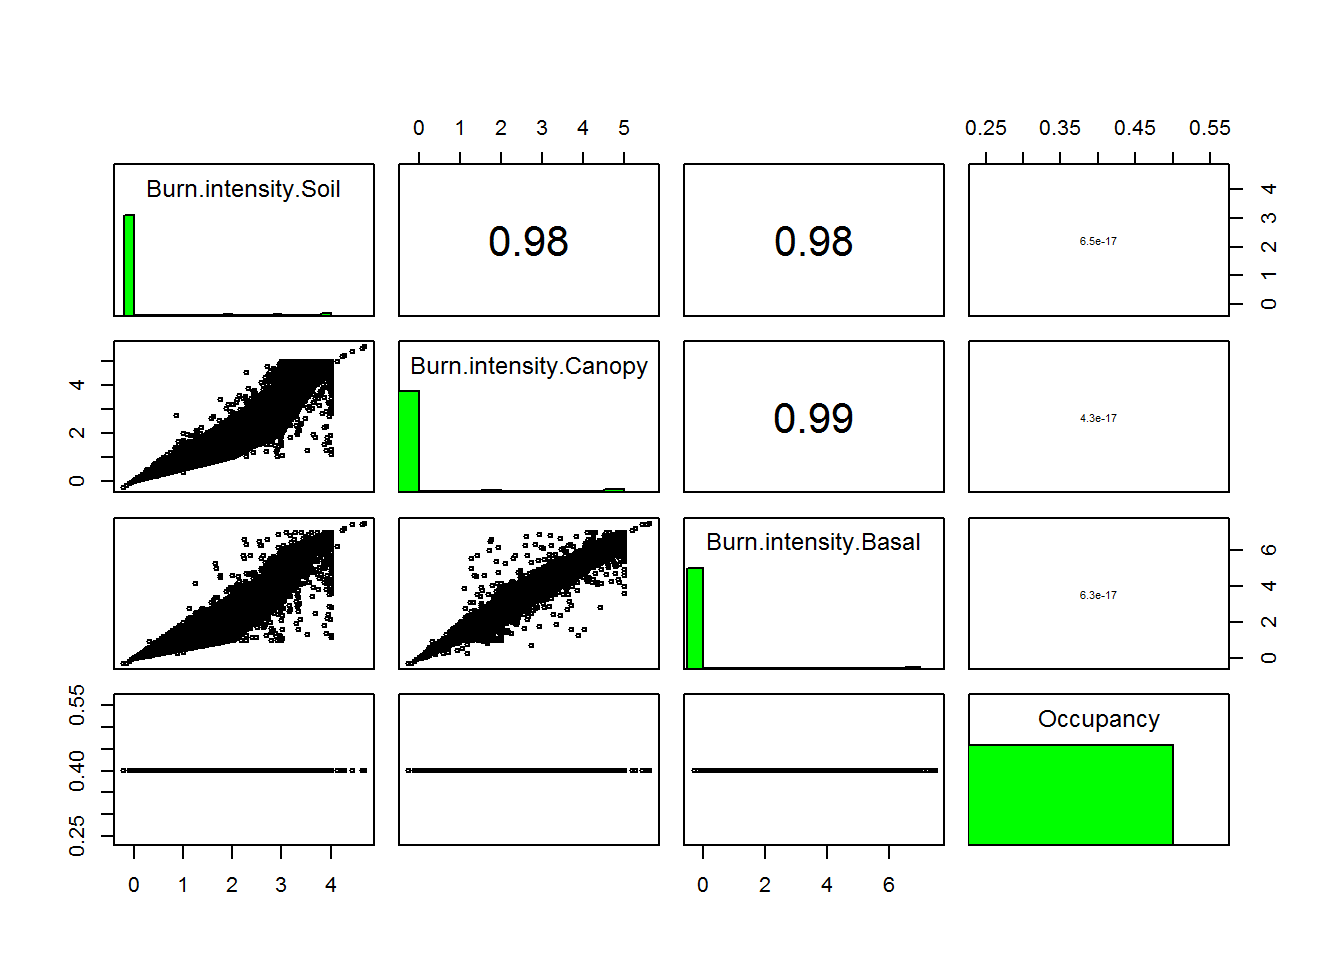 0 1 2 3 4 5
0.25 0.35 0.45 0.55
Burn.intensity.Soil
0.98
0.98
6.5e-17
4
3
2
1
0
Burn.intensity.Canopy
0.99
4.3e-17
4
2
0
Burn.intensity.Basal
6.3e-17
6
4
2
0
Occupancy
0.55
0.40
0.25
0 1 2 3 4
0 2 4 6